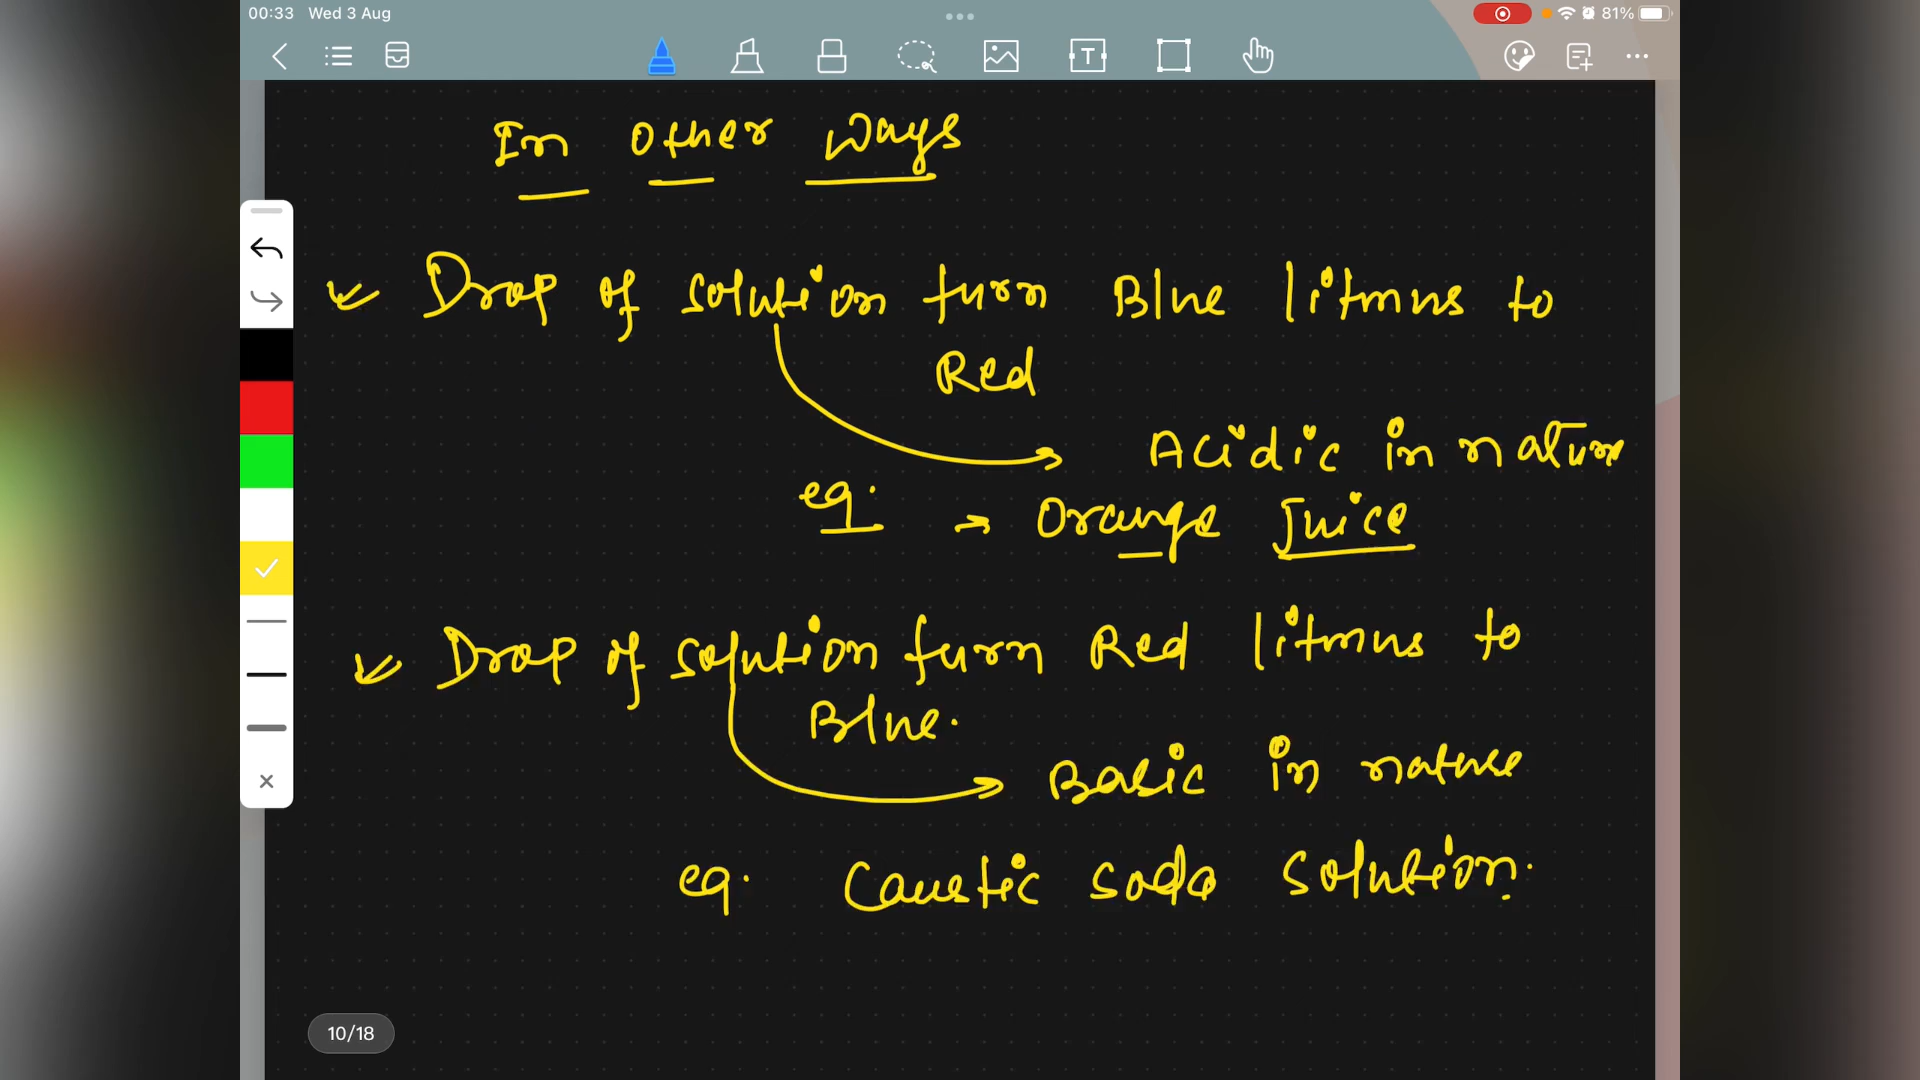 00:33 Wed 3 Aug
81%
In other ways
Drop of solution turn Blue litmus to
Red
Acidic in nature
eg. → Orange Juice
Drop of solution turn Red litmus to
Blue.
Basic in nature
eg. Caustic soda solution.
10/18